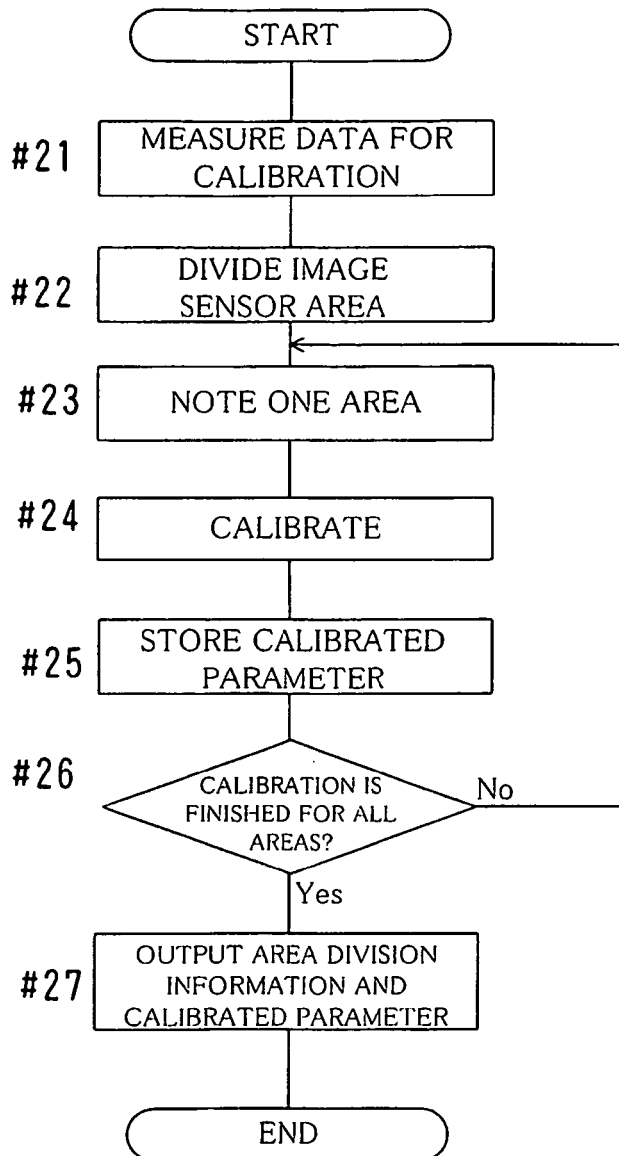 START
#21
MEASURE DATA FOR
CALIBRATION
#22
DIVIDE IMAGE
SENSOR AREA
#23
NOTE ONE AREA
#24
CALIBRATE
#25
STORE CALIBRATED
PARAMETER
#26
CALIBRATION IS
FINISHED FOR ALL
AREAS?
No
Yes
#27
OUTPUT AREA DIVISION
INFORMATION AND
CALIBRATED PARAMETER
END